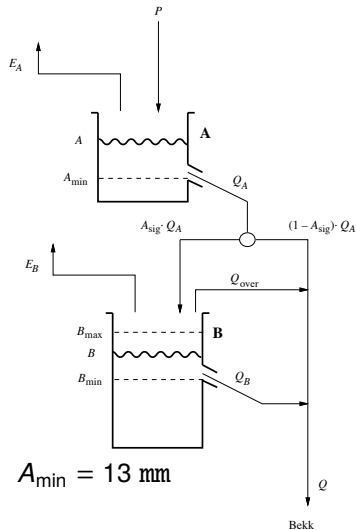 P
E_A
A
A
A_min
Q_A
A_sig · Q_A
(1 − A_sig) · Q_A
E_B
Q_over
B_max
B
B
B_min
Q_B
A_min = 13 mm
Q
Bekk